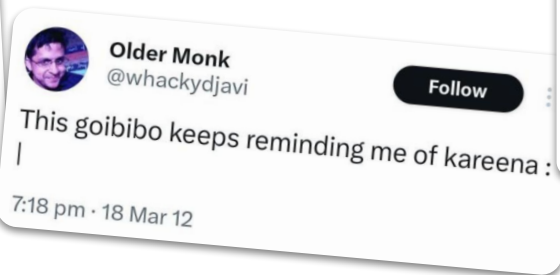 Older Monk
@whackydjavi
Follow
This goibibo keeps reminding me of kareena :
|
7:18 pm · 18 Mar 12